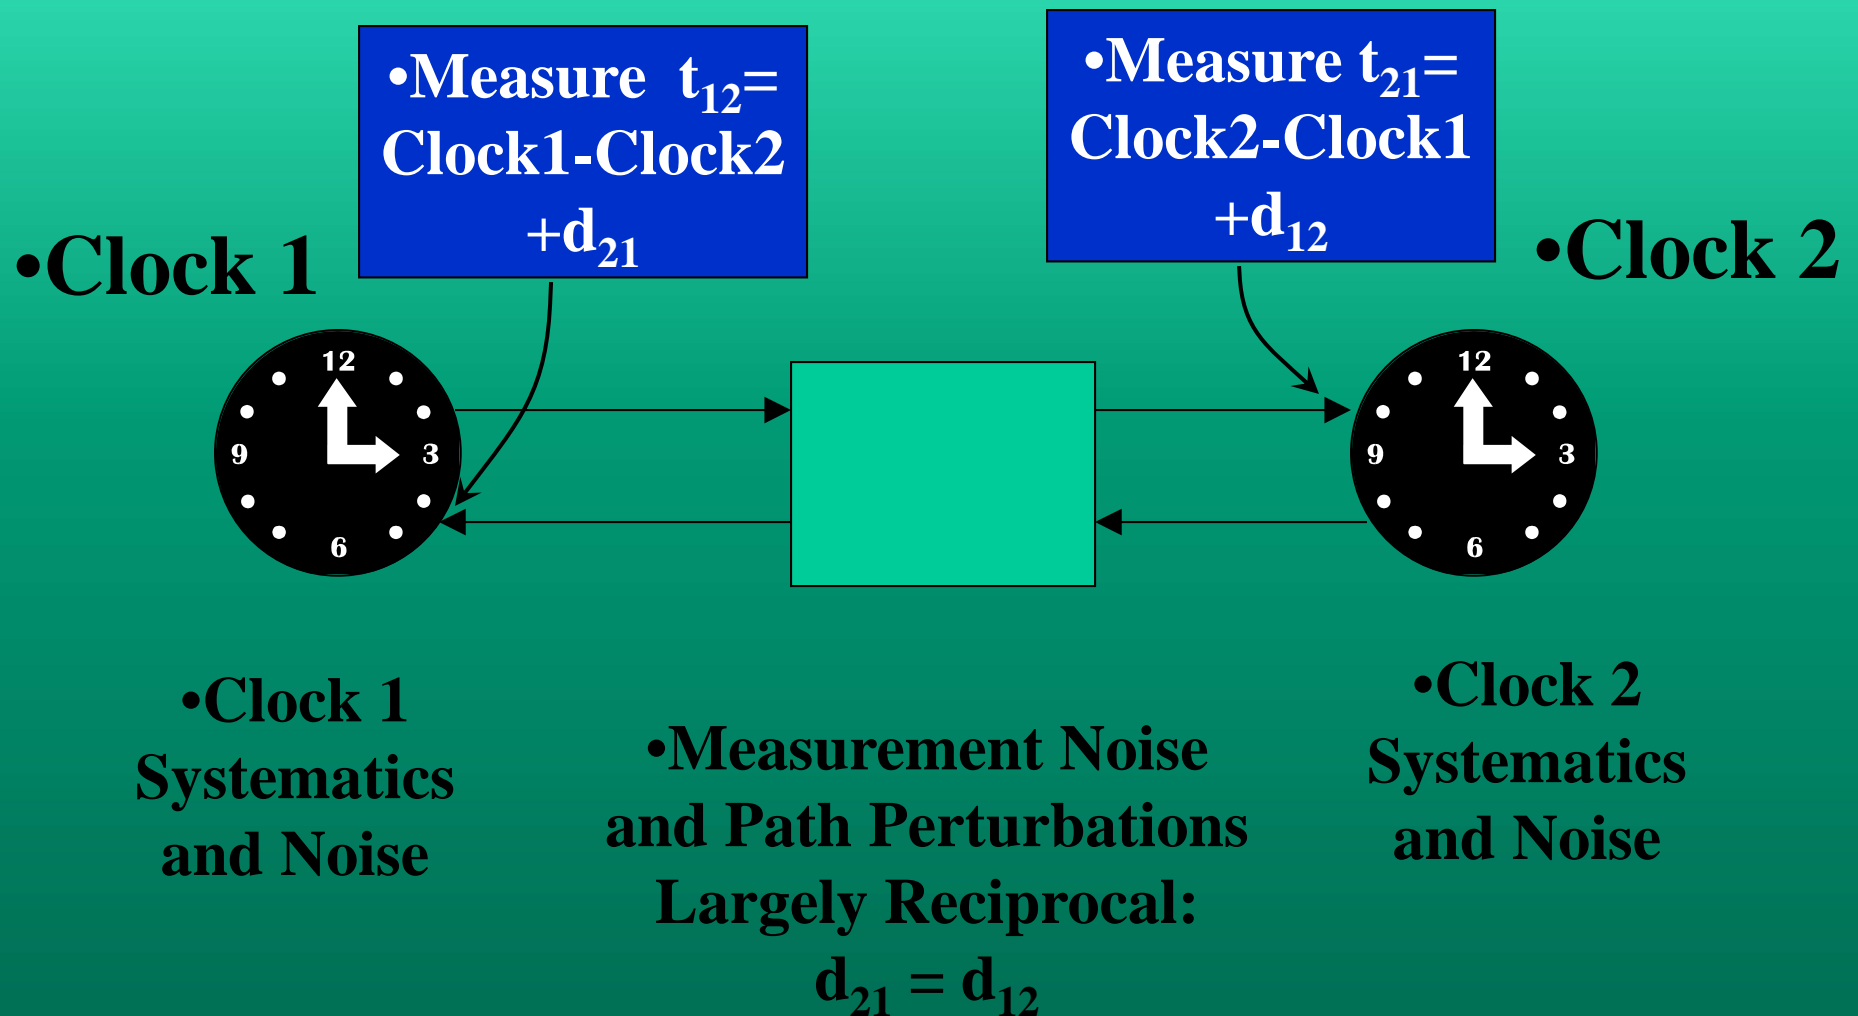 •Measure t₁₂=
Clock1-Clock2
+d₂₁
•Measure t₂₁=
Clock2-Clock1
+d₁₂
•Clock 1
•Clock 2
12
9
3
6
12
9
3
6
•Clock 1
Systematics
and Noise
•Measurement Noise
and Path Perturbations
Largely Reciprocal:
d₂₁ = d₁₂
•Clock 2
Systematics
and Noise